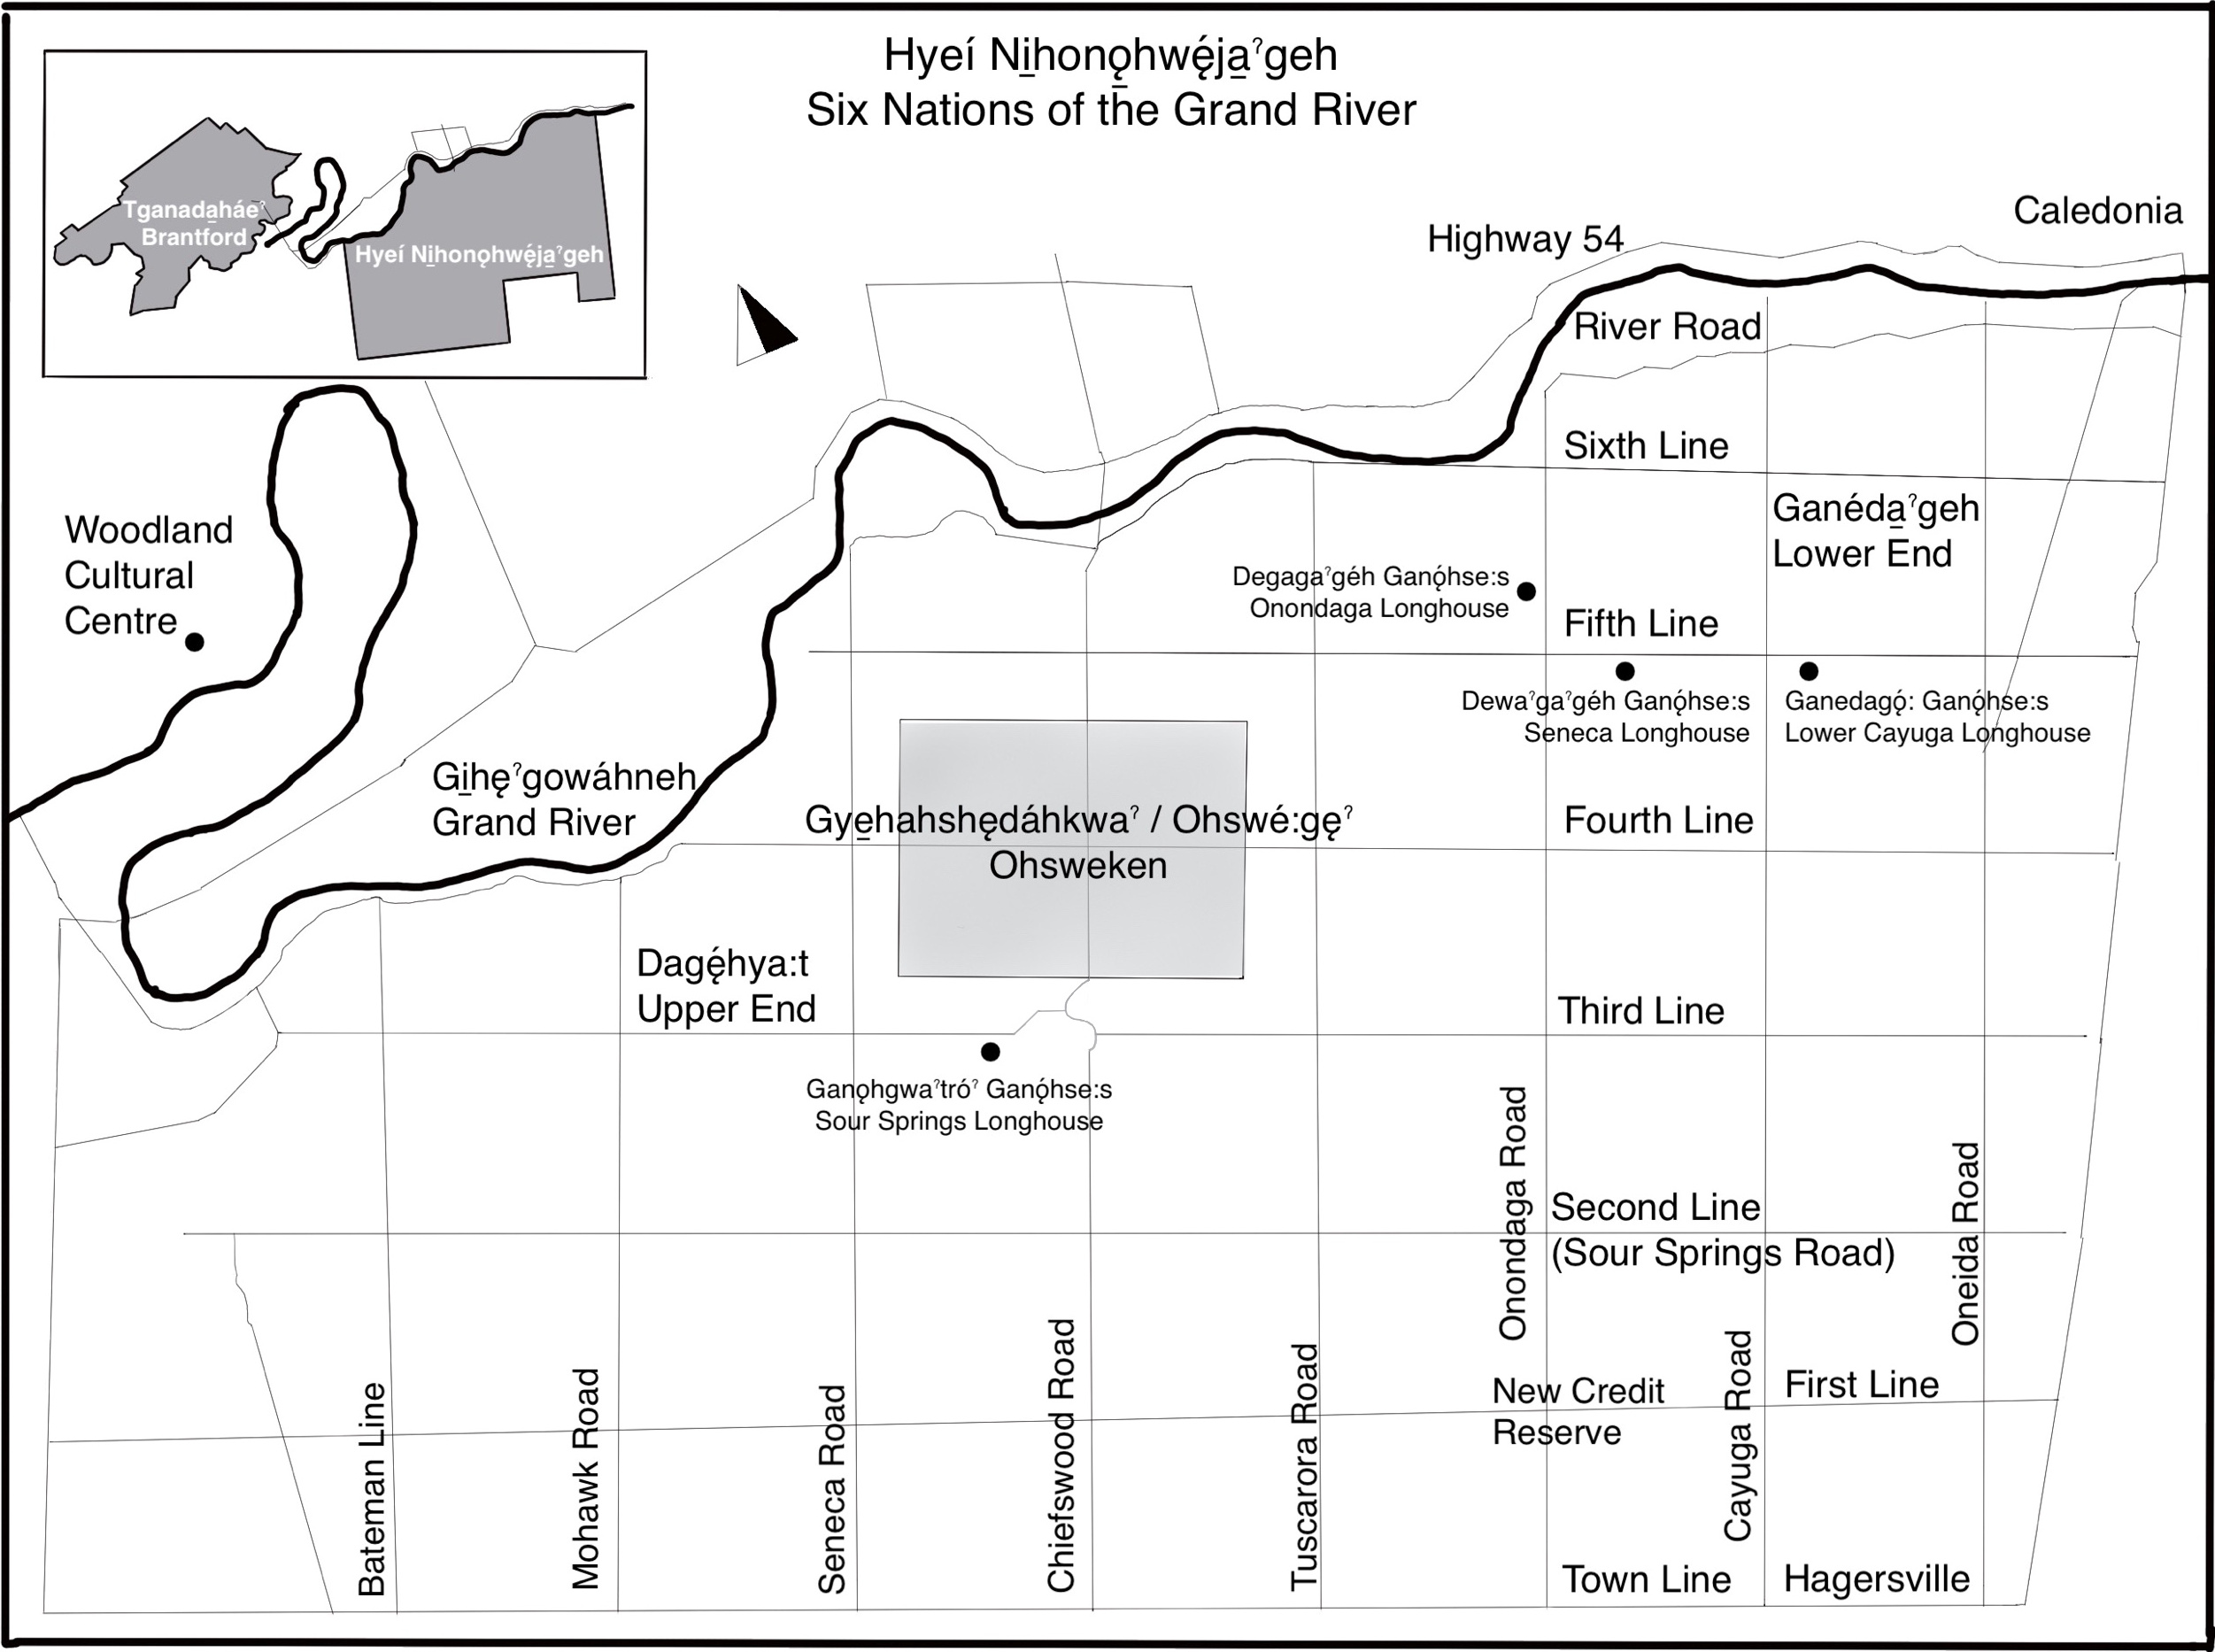 Hyeí Ni̱honǫ̱hwę́ja̱ˀgeh
Six Nations of the Grand River
Tganada̱háeˀ
Brantford
Hyeí Ni̱honǫhwę́ja̱ˀgeh
Caledonia
Highway 54
River Road
Sixth Line
Woodland
Cultural
Centre
Ganéda̱ˀgeh
Lower End
Degagaˀgéh Ganǫ́hse:s
Onondaga Longhouse
Fifth Line
Dewaˀgaˀgéh Ganǫ́hse:s
Seneca Longhouse
Ganedagǫ́: Ganǫ́hse:s
Lower Cayuga Longhouse
Gi̱hęˀgowáhneh
Grand River
Gye̱hahshędáhkwaˀ / Ohswé:gęˀ
Ohsweken
Fourth Line
Dagę́hya:t
Upper End
Third Line
Ganǫhgwaˀtróˀ Ganǫ́hse:s
Sour Springs Longhouse
Second Line
(Sour Springs Road)
Onondaga Road
Oneida Road
New Credit
Reserve
First Line
Bateman Line
Mohawk Road
Seneca Road
Chiefswood Road
Tuscarora Road
Cayuga Road
Town Line
Hagersville